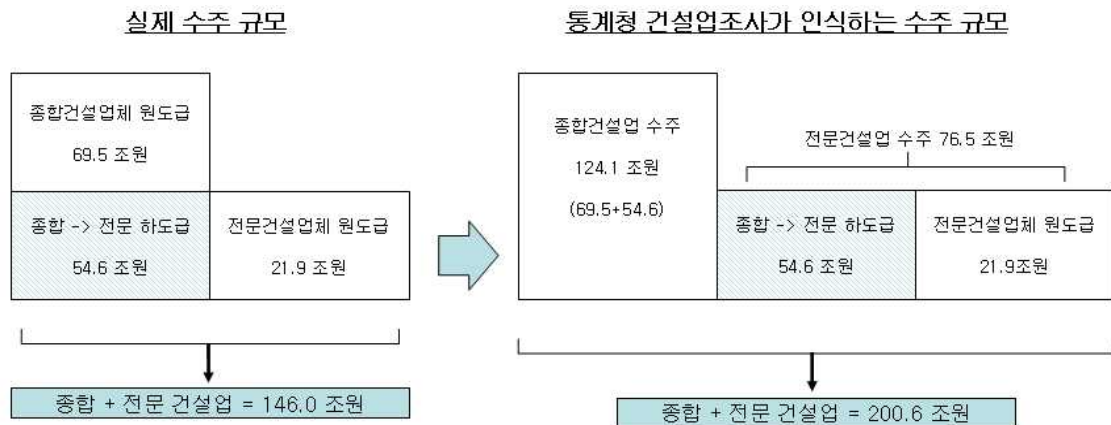 실제 수주 규모
종합건설업체 원도급
69.5 조원
종합 -> 전문 하도급
54.6 조원
전문건설업체 원도급
21.9 조원
종합 + 전문 건설업 = 146.0 조원
통계청 건설업조사가 인식하는 수주 규모
종합건설업 수주
124.1 조원
(69.5+54.6)
전문건설업 수주 76.5 조원
종합 -> 전문 하도급
54.6 조원
전문건설업체 원도급
21.9조원
종합 + 전문 건설업 = 200.6 조원